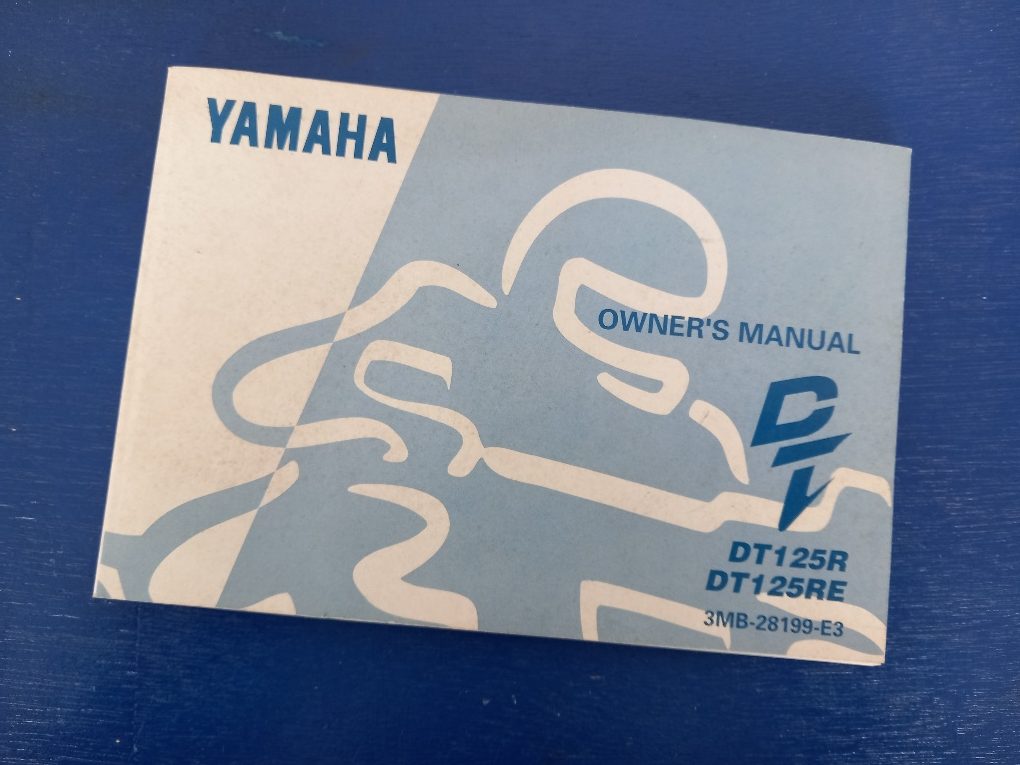 YAMAHA
OWNER'S MANUAL
DT
DT125R
DT125RE
3MB-28199-E3